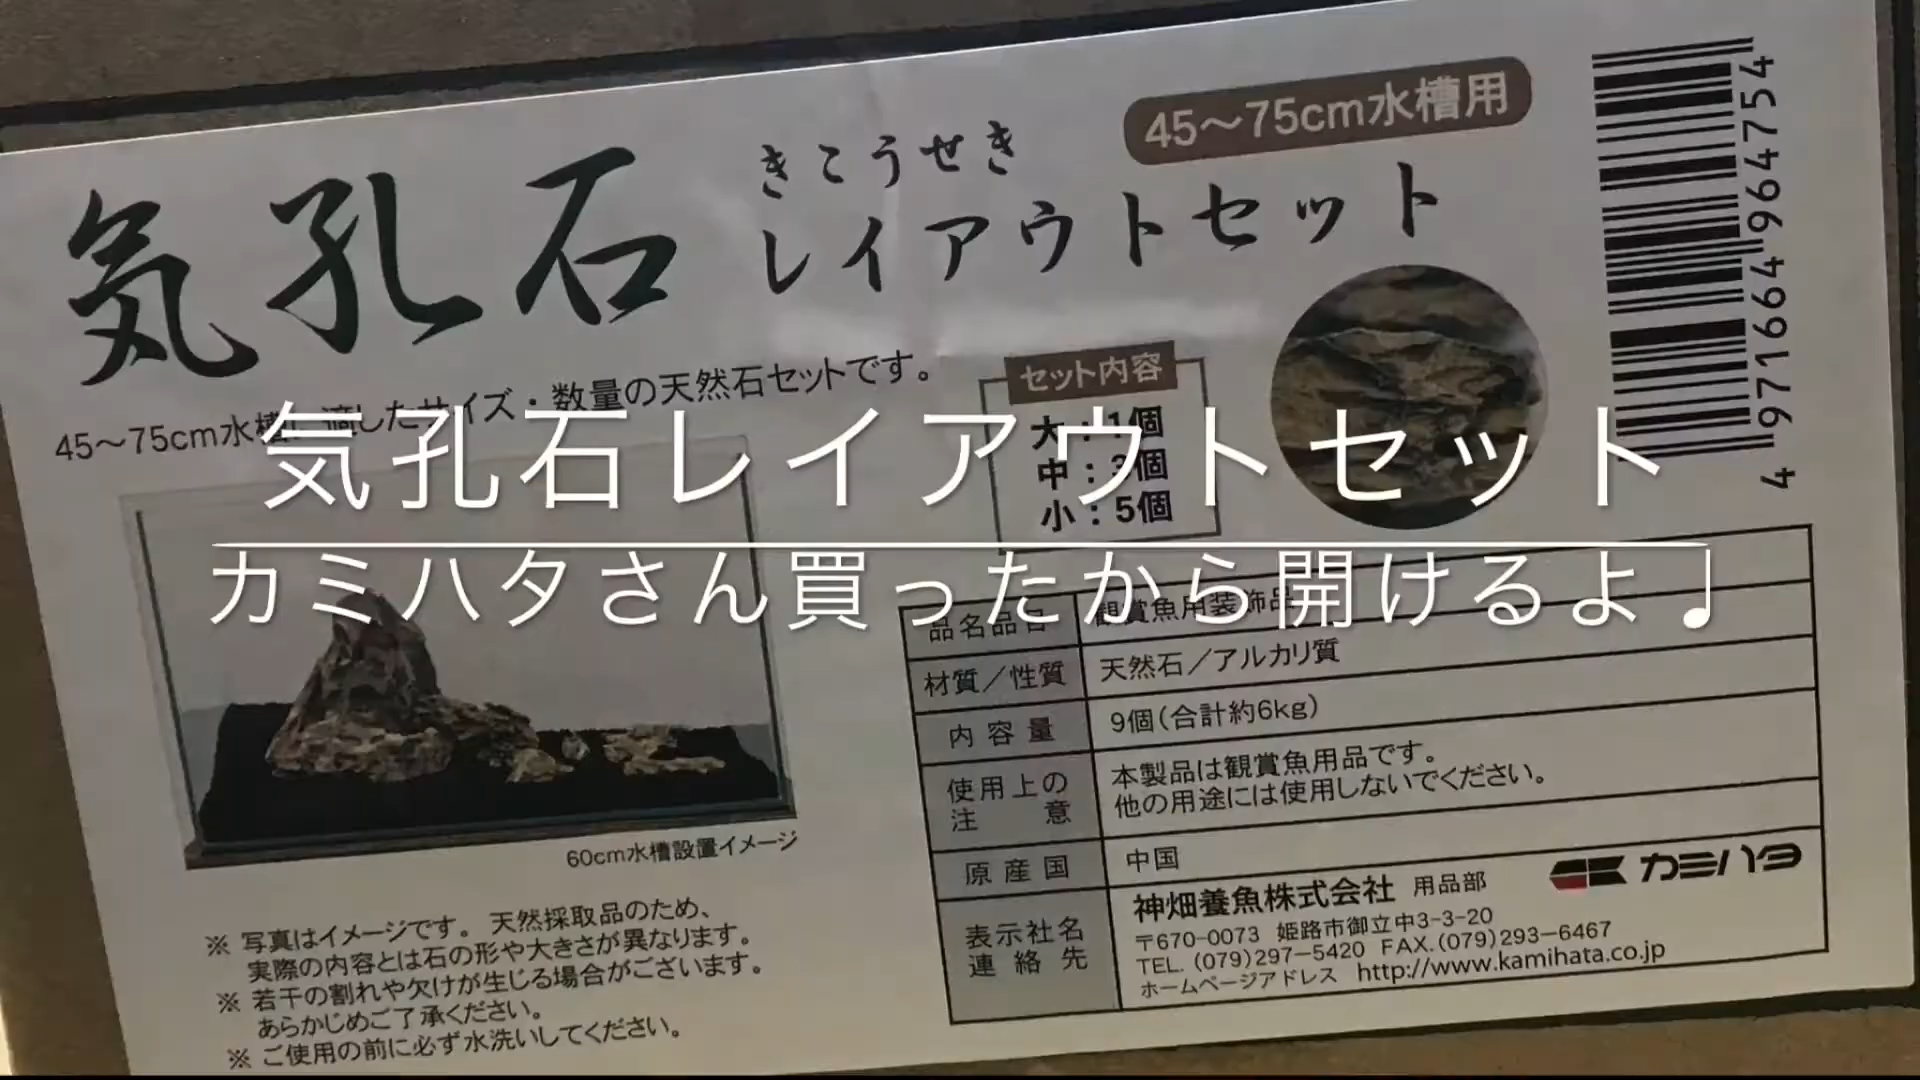 気孔石
きこうせき
レイアウトセット
45〜75cm水槽用
45〜75cm水槽に適したサイズ・数量の天然石セットです。
セット内容
大：1個
中：3個
小：5個
4 971664 964754
気孔石レイアウトセット
カミハタさん買ったから開けるよ♩
60cm水槽設置イメージ
※ 写真はイメージです。天然採取品のため、
実際の内容とは石の形や大きさが異なります。
※ 若干の割れや欠けが生じる場合がございます。
あらかじめご了承ください。
※ ご使用の前に必ず水洗いしてください。
品名品名 観賞魚用装飾品
材質／性質 天然石／アルカリ質
内容量 9個(合計約6kg)
使用上の注意 本製品は観賞魚用品です。
他の用途には使用しないでください。
原産国 中国
表示社名連絡先 神畑養魚株式会社 用品部
カミハタ
〒670-0073 姫路市御立中3-3-20
TEL. (079)297-5420 FAX.(079)293-6467
ホームページアドレス http://www.kamihata.co.jp